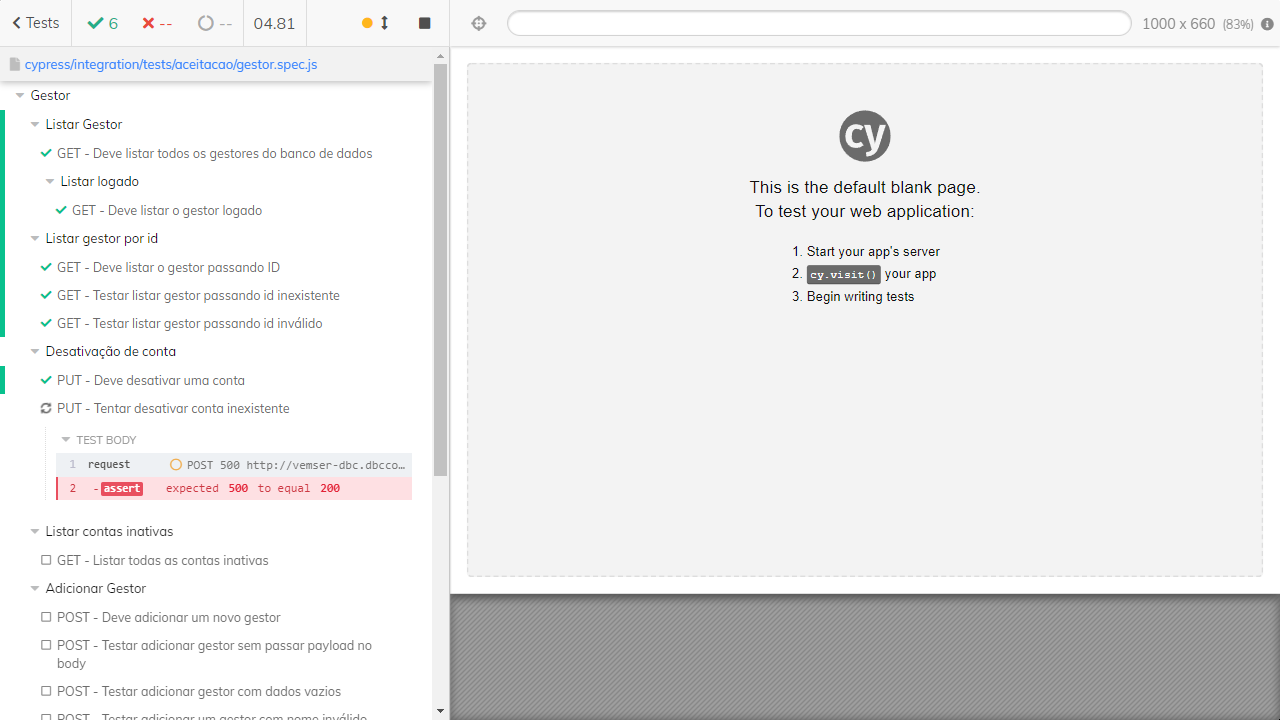 Tests
6
--
--
04.81
1000 x 660 (83%)
cypress/integration/tests/aceitacao/gestor.spec.js
Gestor
Listar Gestor
GET - Deve listar todos os gestores do banco de dados
Listar logado
GET - Deve listar o gestor logado
Listar gestor por id
GET - Deve listar o gestor passando ID
GET - Testar listar gestor passando id inexistente
GET - Testar listar gestor passando id inválido
Desativação de conta
PUT - Deve desativar uma conta
PUT - Tentar desativar conta inexistente
TEST BODY
1 request POST 500 http://vemser-dbc.dbcco...
2 -assert expected 500 to equal 200
Listar contas inativas
GET - Listar todas as contas inativas
Adicionar Gestor
POST - Deve adicionar um novo gestor
POST - Testar adicionar gestor sem passar payload no
body
POST - Testar adicionar gestor com dados vazios
POST - Testar adicionar um gestor com nome inválido
cy
This is the default blank page.
To test your web application:
1. Start your app's server
2. cy.visit() your app
3. Begin writing tests